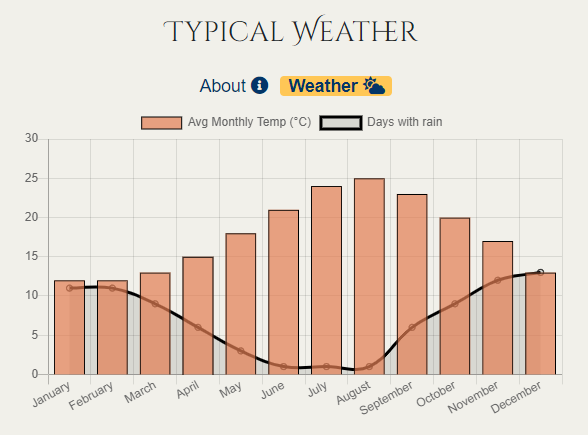 Typical Weather
About Weather
Avg Monthly Temp (°C) Days with rain
30
25
20
15
10
5
0
January February March April May June July August September October November December